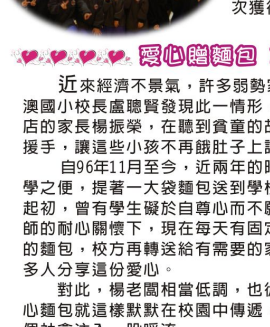 次獲
愛心贈麵包
近來經濟不景氣，許多弱勢
澳國小校長盧聰賢發現此一情形
店的家長楊振榮，在聽到貧童的
援手，讓這些小孩不再餓肚子上
自96年11月至今，近兩年的時
學之便，提著一大袋麵包送到學校
起初，曾有學生礙於自尊心而不
師的耐心關懷下，現在每天有固定
的麵包，校方再轉送給有需要的
多人分享這份愛心。
對此，楊老闆相當低調，也
心麵包就這樣默默在校園中傳遞